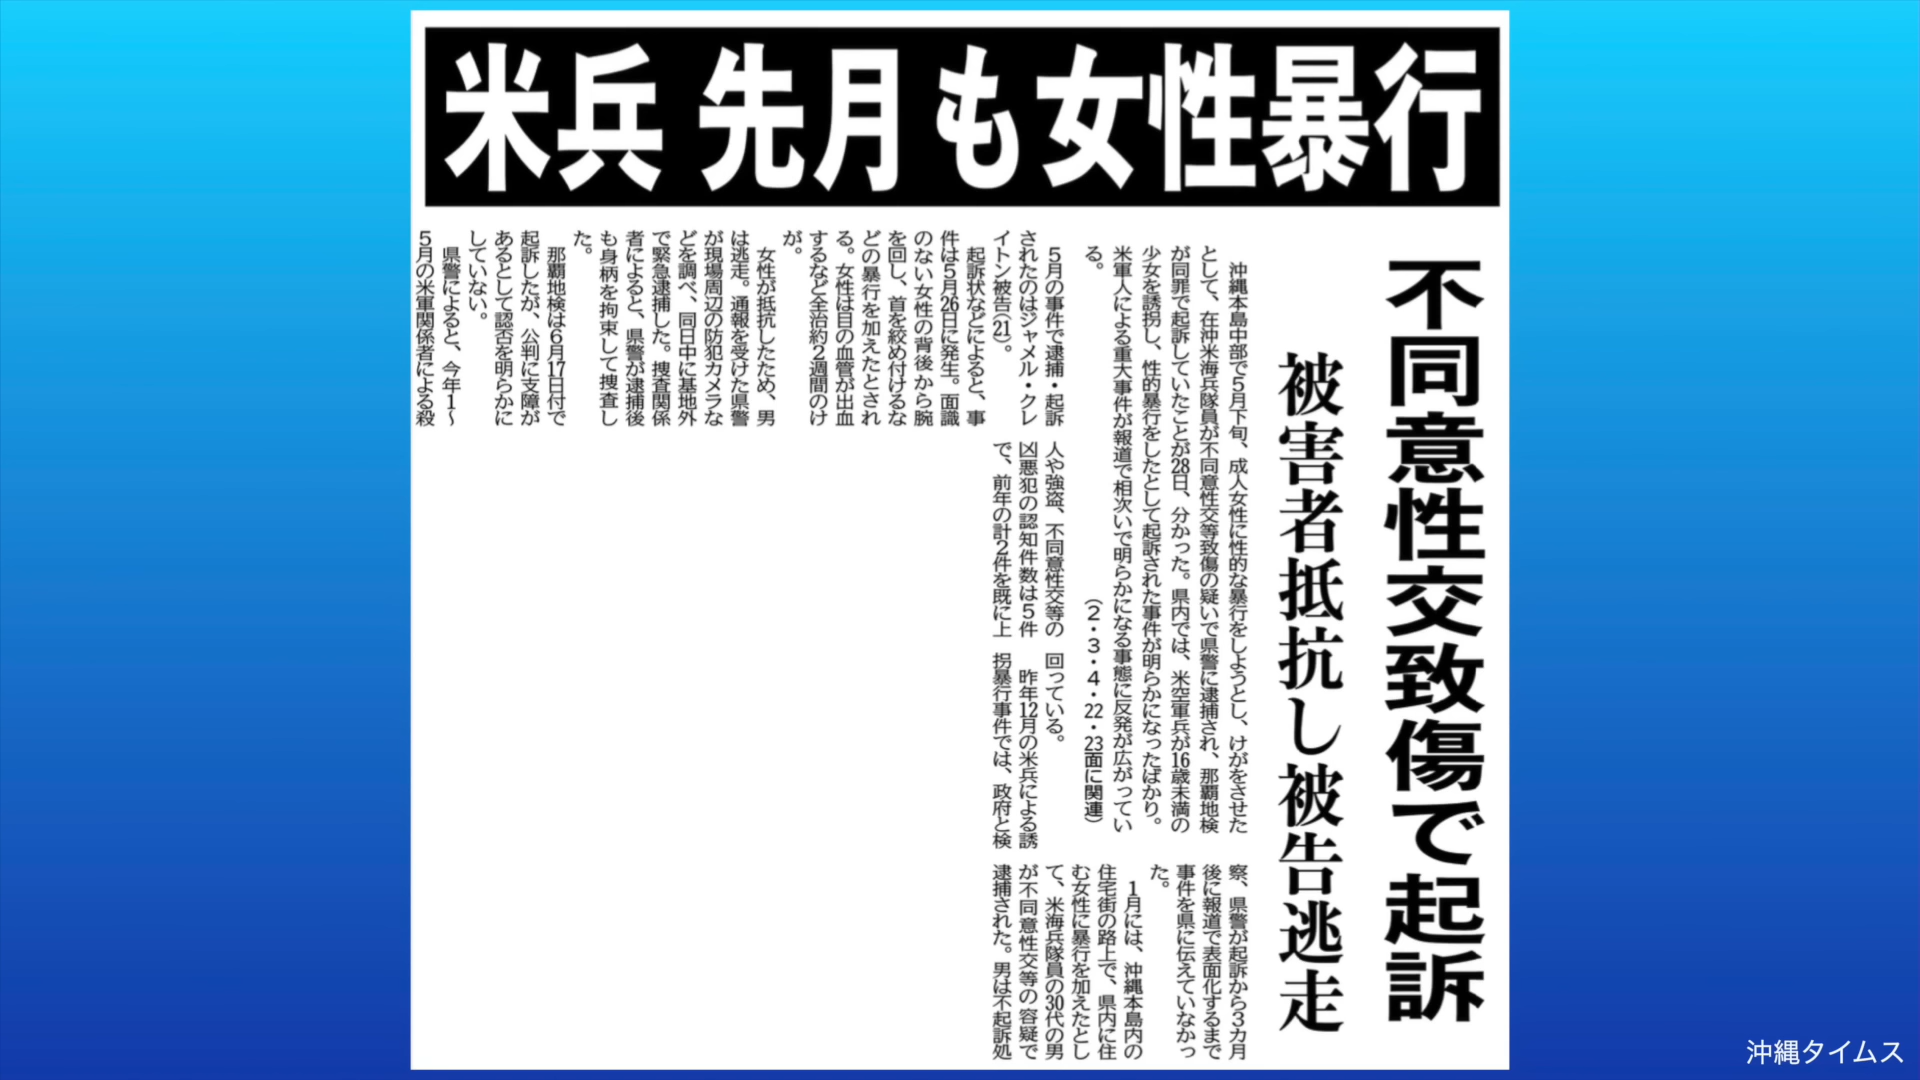 米兵 先月も女性暴行
不同意性交致傷で起訴
被害者抵抗し被告逃走
沖縄本島中部で5月下旬、成人女性に性的な暴行をしようとし、けがをさせた
として、在沖米海兵隊員が不同意性交等致傷の疑いで県警に逮捕され、那覇地検
が同罪で起訴していたことが28日、分かった。県内では、米空軍兵が16歳未満の
少女を誘拐し、性的暴行をしたとして起訴された事件が明らかになったばかり。
米軍人による重大事件が報道で相次いで明らかになる事態に反発が広がってい
る。
（2・3・4・22・23面に関連）
5月の事件で逮捕・起訴
されたのはジャメル・クレ
イトン被告(21)。
起訴状などによると、事
件は5月26日に発生。面識
のない女性の背後から腕
を回し、首を絞め付けるな
どの暴行を加えたとされ
る。女性は目の血管が出血
するなど全治約2週間のけ
が。
女性が抵抗したため、男
は逃走。通報を受けた県警
が現場周辺の防犯カメラな
どを調べ、同日中に基地外
で緊急逮捕した。捜査関係
者によると、県警が逮捕後
も身柄を拘束して捜査し
た。
那覇地検は6月17日付で
起訴したが、公判に支障が
あるとして認否を明らかに
していない。
県警によると、今年1〜
5月の米軍関係者による殺
人や強盗、不同意性交等の
凶悪犯の認知件数は5件
で、前年の計2件を既に上
回っている。
昨年12月の米兵による誘
拐暴行事件では、政府と検
察、県警が起訴から3カ月
後に報道で表面化するまで
事件を県に伝えていなかっ
た。
1月には、沖縄本島内の
住宅街の路上で、県内に住
む女性に暴行を加えたとし
て、米海兵隊員の30代の男
が不同意性交等の容疑で
逮捕された。男は不起訴処
沖縄タイムス